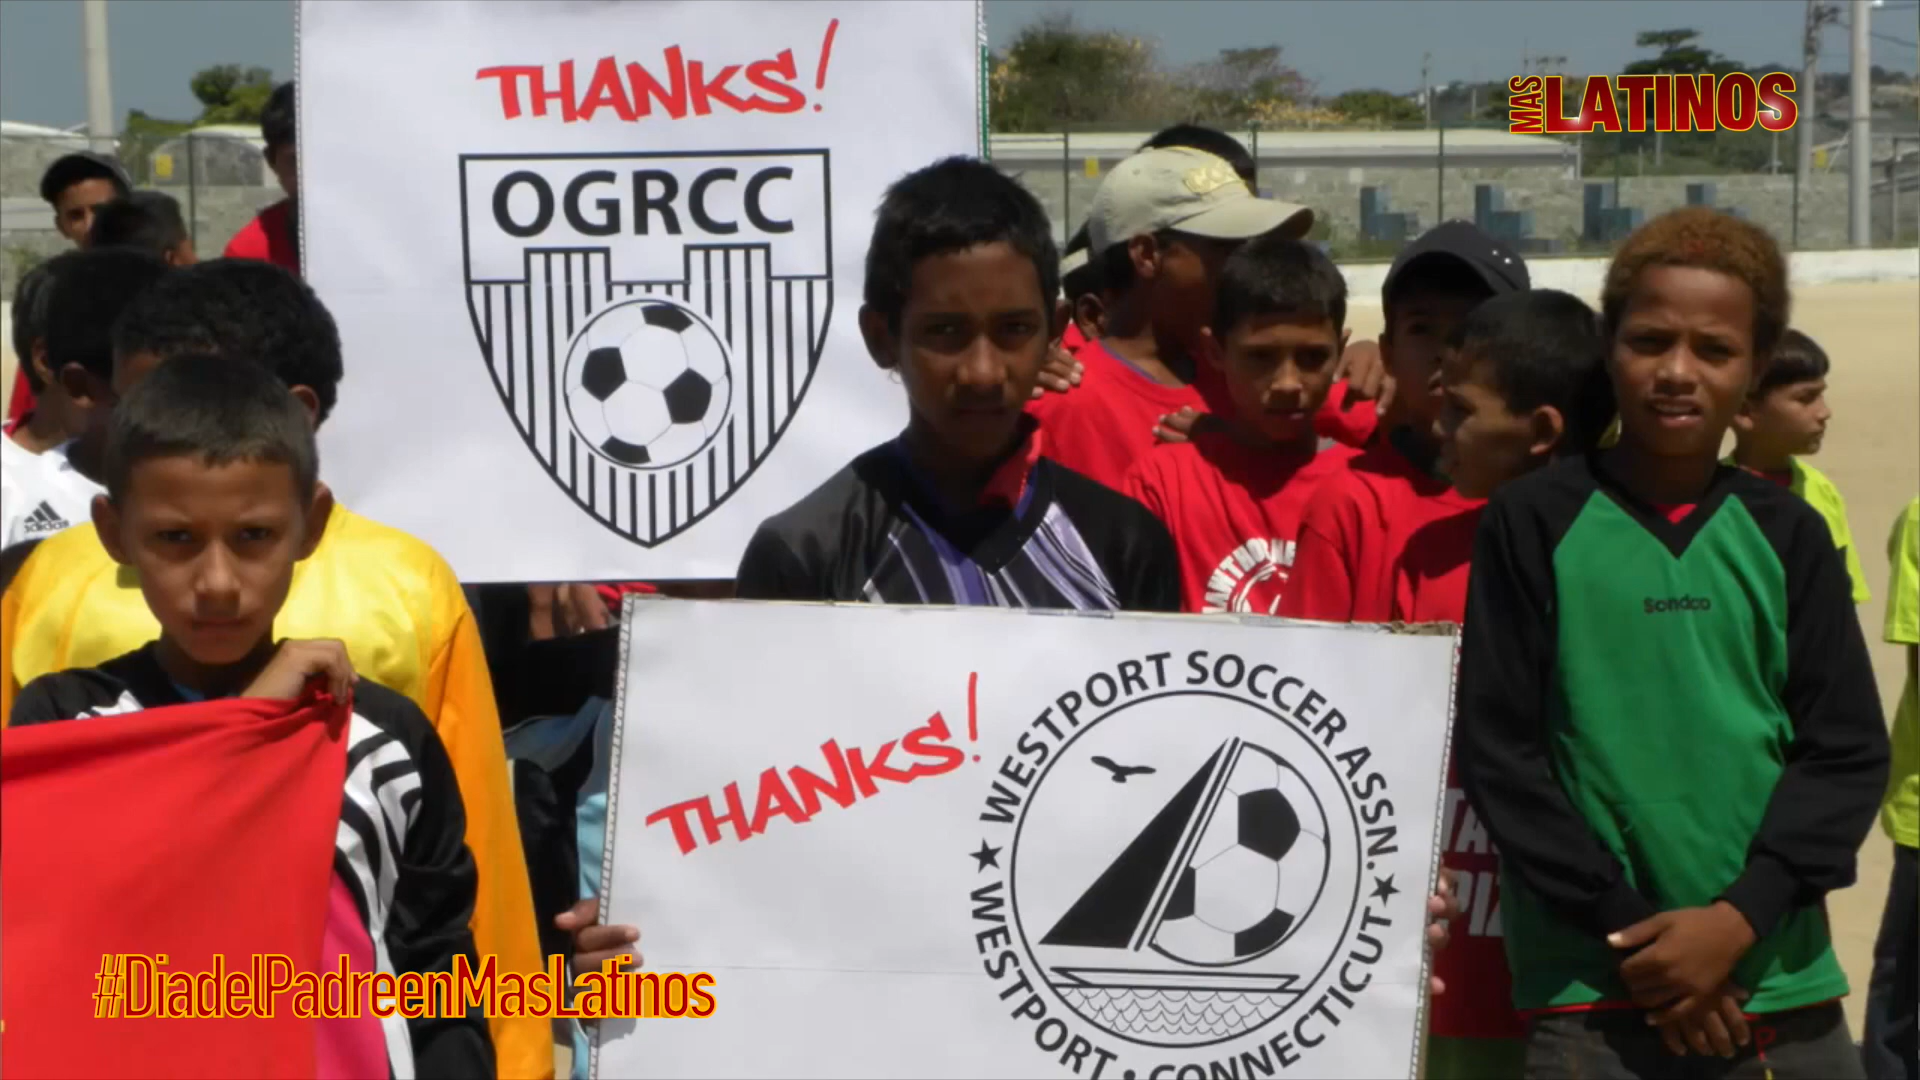 THANKS!
OGRCC
MAS LATINOS
adidas
Sondico
THANKS!
★ WESTPORT SOCCER ASSN. ★
WESTPORT • CONNECTICUT
#DiadelPadreenMasLatinos